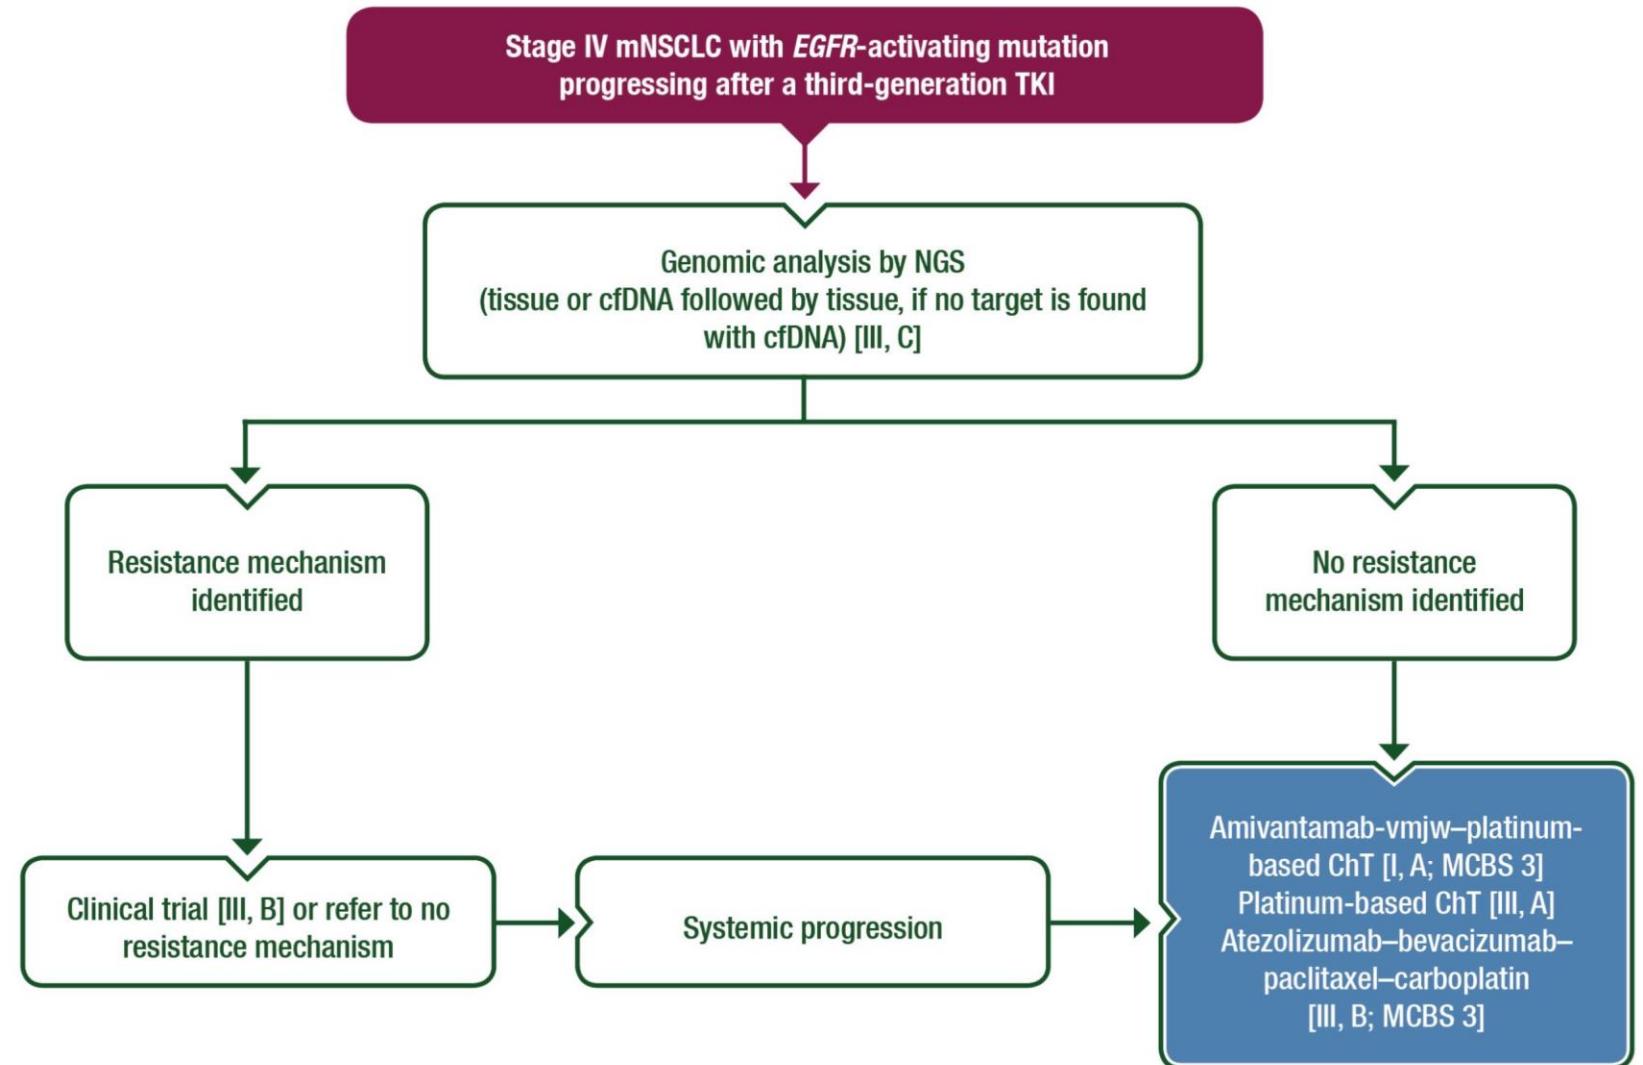 Stage IV mNSCLC with EGFR-activating mutation
progressing after a third-generation TKI
Genomic analysis by NGS
(tissue or cfDNA followed by tissue, if no target is found
with cfDNA) [III, C]
Resistance mechanism
identified
No resistance
mechanism identified
Clinical trial [III, B] or refer to no
resistance mechanism
Systemic progression
Amivantamab-vmjw–platinum-
based ChT [I, A; MCBS 3]
Platinum-based ChT [III, A]
Atezolizumab–bevacizumab–
paclitaxel–carboplatin
[III, B; MCBS 3]